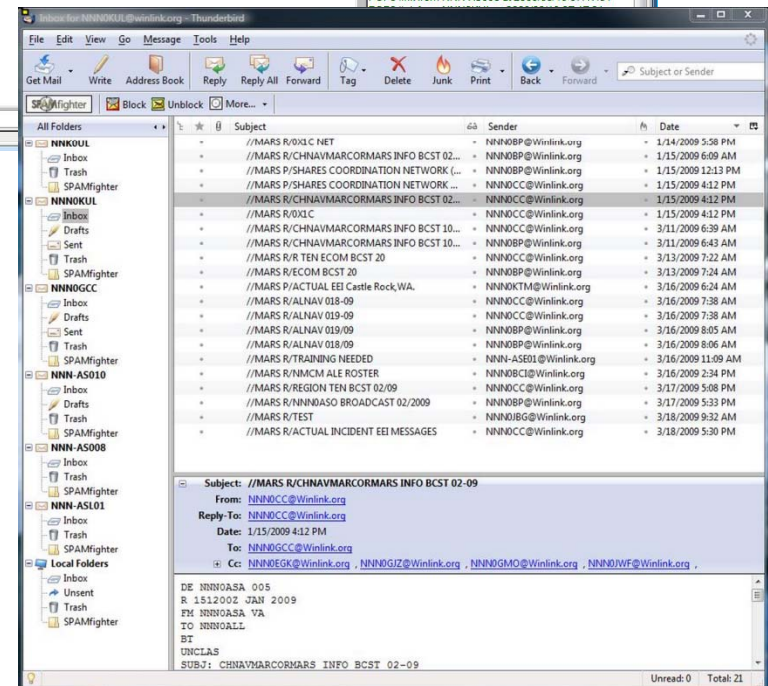 Inbox for NNN0KUL@winlink.org - Thunderbird
File Edit View Go Message Tools Help
Get Mail Write Address Book Reply Reply All Forward Tag Delete Junk Print Back Forward Subject or Sender
SPAMfighter Block Unblock More...
All Folders Subject Sender Date
NNK0UL
Inbox
Trash
SPAMfighter
NNN0KUL
Inbox
Drafts
Sent
Trash
SPAMfighter
NNN0GCC
Inbox
Drafts
Sent
Trash
SPAMfighter
NNN-AS010
Inbox
Drafts
Trash
SPAMfighter
NNN-AS008
Inbox
Trash
SPAMfighter
NNN-ASL01
Inbox
Trash
SPAMfighter
Local Folders
Inbox
Unsent
Trash
SPAMfighter
//MARS R/0X1C NET NNN0BP@Winlink.org 1/14/2009 5:58 PM
//MARS R/CHNAVMARCORMARS INFO BCST 02... NNN0BP@Winlink.org 1/15/2009 6:09 AM
//MARS P/SHARES COORDINATION NETWORK (... NNN0BP@Winlink.org 1/15/2009 12:13 PM
//MARS P/SHARES COORDINATION NETWORK ... NNN0CC@Winlink.org 1/15/2009 4:12 PM
//MARS R/CHNAVMARCORMARS INFO BCST 02... NNN0CC@Winlink.org 1/15/2009 4:12 PM
//MARS R/0X1C NNN0CC@Winlink.org 1/15/2009 4:12 PM
//MARS R/CHNAVMARCORMARS INFO BCST 10... NNN0CC@Winlink.org 3/11/2009 6:39 AM
//MARS R/CHNAVMARCORMARS INFO BCST 10... NNN0BP@Winlink.org 3/11/2009 6:43 AM
//MARS R/R TEN ECOM BCST 20 NNN0CC@Winlink.org 3/13/2009 7:22 AM
//MARS R/ECOM BCST 20 NNN0BP@Winlink.org 3/13/2009 7:24 AM
//MARS P/ACTUAL EEI Castle Rock,WA. NNN0KTM@Winlink.org 3/16/2009 6:24 AM
//MARS R/ALNAV 018-09 NNN0CC@Winlink.org 3/16/2009 7:38 AM
//MARS R/ALNAV 019-09 NNN0CC@Winlink.org 3/16/2009 7:38 AM
//MARS R/ALNAV 019/09 NNN0BP@Winlink.org 3/16/2009 8:05 AM
//MARS R/ALNAV 018/09 NNN0BP@Winlink.org 3/16/2009 8:06 AM
//MARS R/TRAINING NEEDED NNN-ASE01@Winlink.org 3/16/2009 11:09 AM
//MARS R/NMCM ALE ROSTER NNN0BCI@Winlink.org 3/16/2009 2:34 PM
//MARS R/REGION TEN BCST 02/09 NNN0CC@Winlink.org 3/17/2009 5:08 PM
//MARS R/NNN0ASO BROADCAST 02/2009 NNN0BP@Winlink.org 3/17/2009 5:33 PM
//MARS R/TEST NNN0JBG@Winlink.org 3/18/2009 9:32 AM
//MARS R/ACTUAL INCIDENT EEI MESSAGES NNN0CC@Winlink.org 3/18/2009 5:30 PM
Subject: //MARS R/CHNAVMARCORMARS INFO BCST 02-09
From: NNN0CC@Winlink.org
Reply-To: NNN0CC@Winlink.org
Date: 1/15/2009 4:12 PM
To: NNN0GCC@Winlink.org
Cc: NNN0EGK@Winlink.org , NNN0GJZ@Winlink.org , NNN0GMO@Winlink.org , NNN0JWF@Winlink.org ,
DE NNN0ASA 005
R 151200Z JAN 2009
FM NNN0ASA VA
TO NNN0ALL
BT
UNCLAS
SUBJ: CHNAVMARCORMARS INFO BCST 02-09
Unread: 0 Total: 21